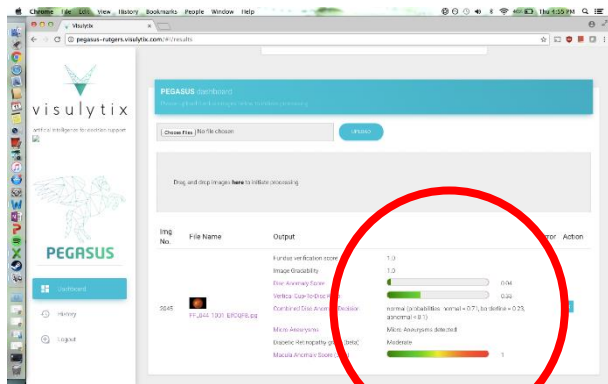 Chrome File Edit View History Bookmarks People Window Help
Thu 4:55 PM
Visulytix
pegasus-rutgers.visulytix.com/#/results
visulytix
artificial intelligence for decision support
PEGASUS dashboard
Choose Files No file chosen
UPLOAD
Drag and drop images here to initiate processing
Img No.
File Name
Output
Error
Action
PEGASUS
Dashboard
History
Logout
2045
Fundus verification score 1.0
Image Gradability 1.0
Disc Anomaly Score 0.04
Vertical Cup-To-Disc Ratio
Combined Disc Anomaly Decision normal (probabilities: normal = 0.71, borderline = 0.23,
abnormal = 0.1)
Micro Aneurysms Micro Aneurysms detected
Diabetic Retinopathy grade (beta) Moderate
Macula Anomaly Score 1